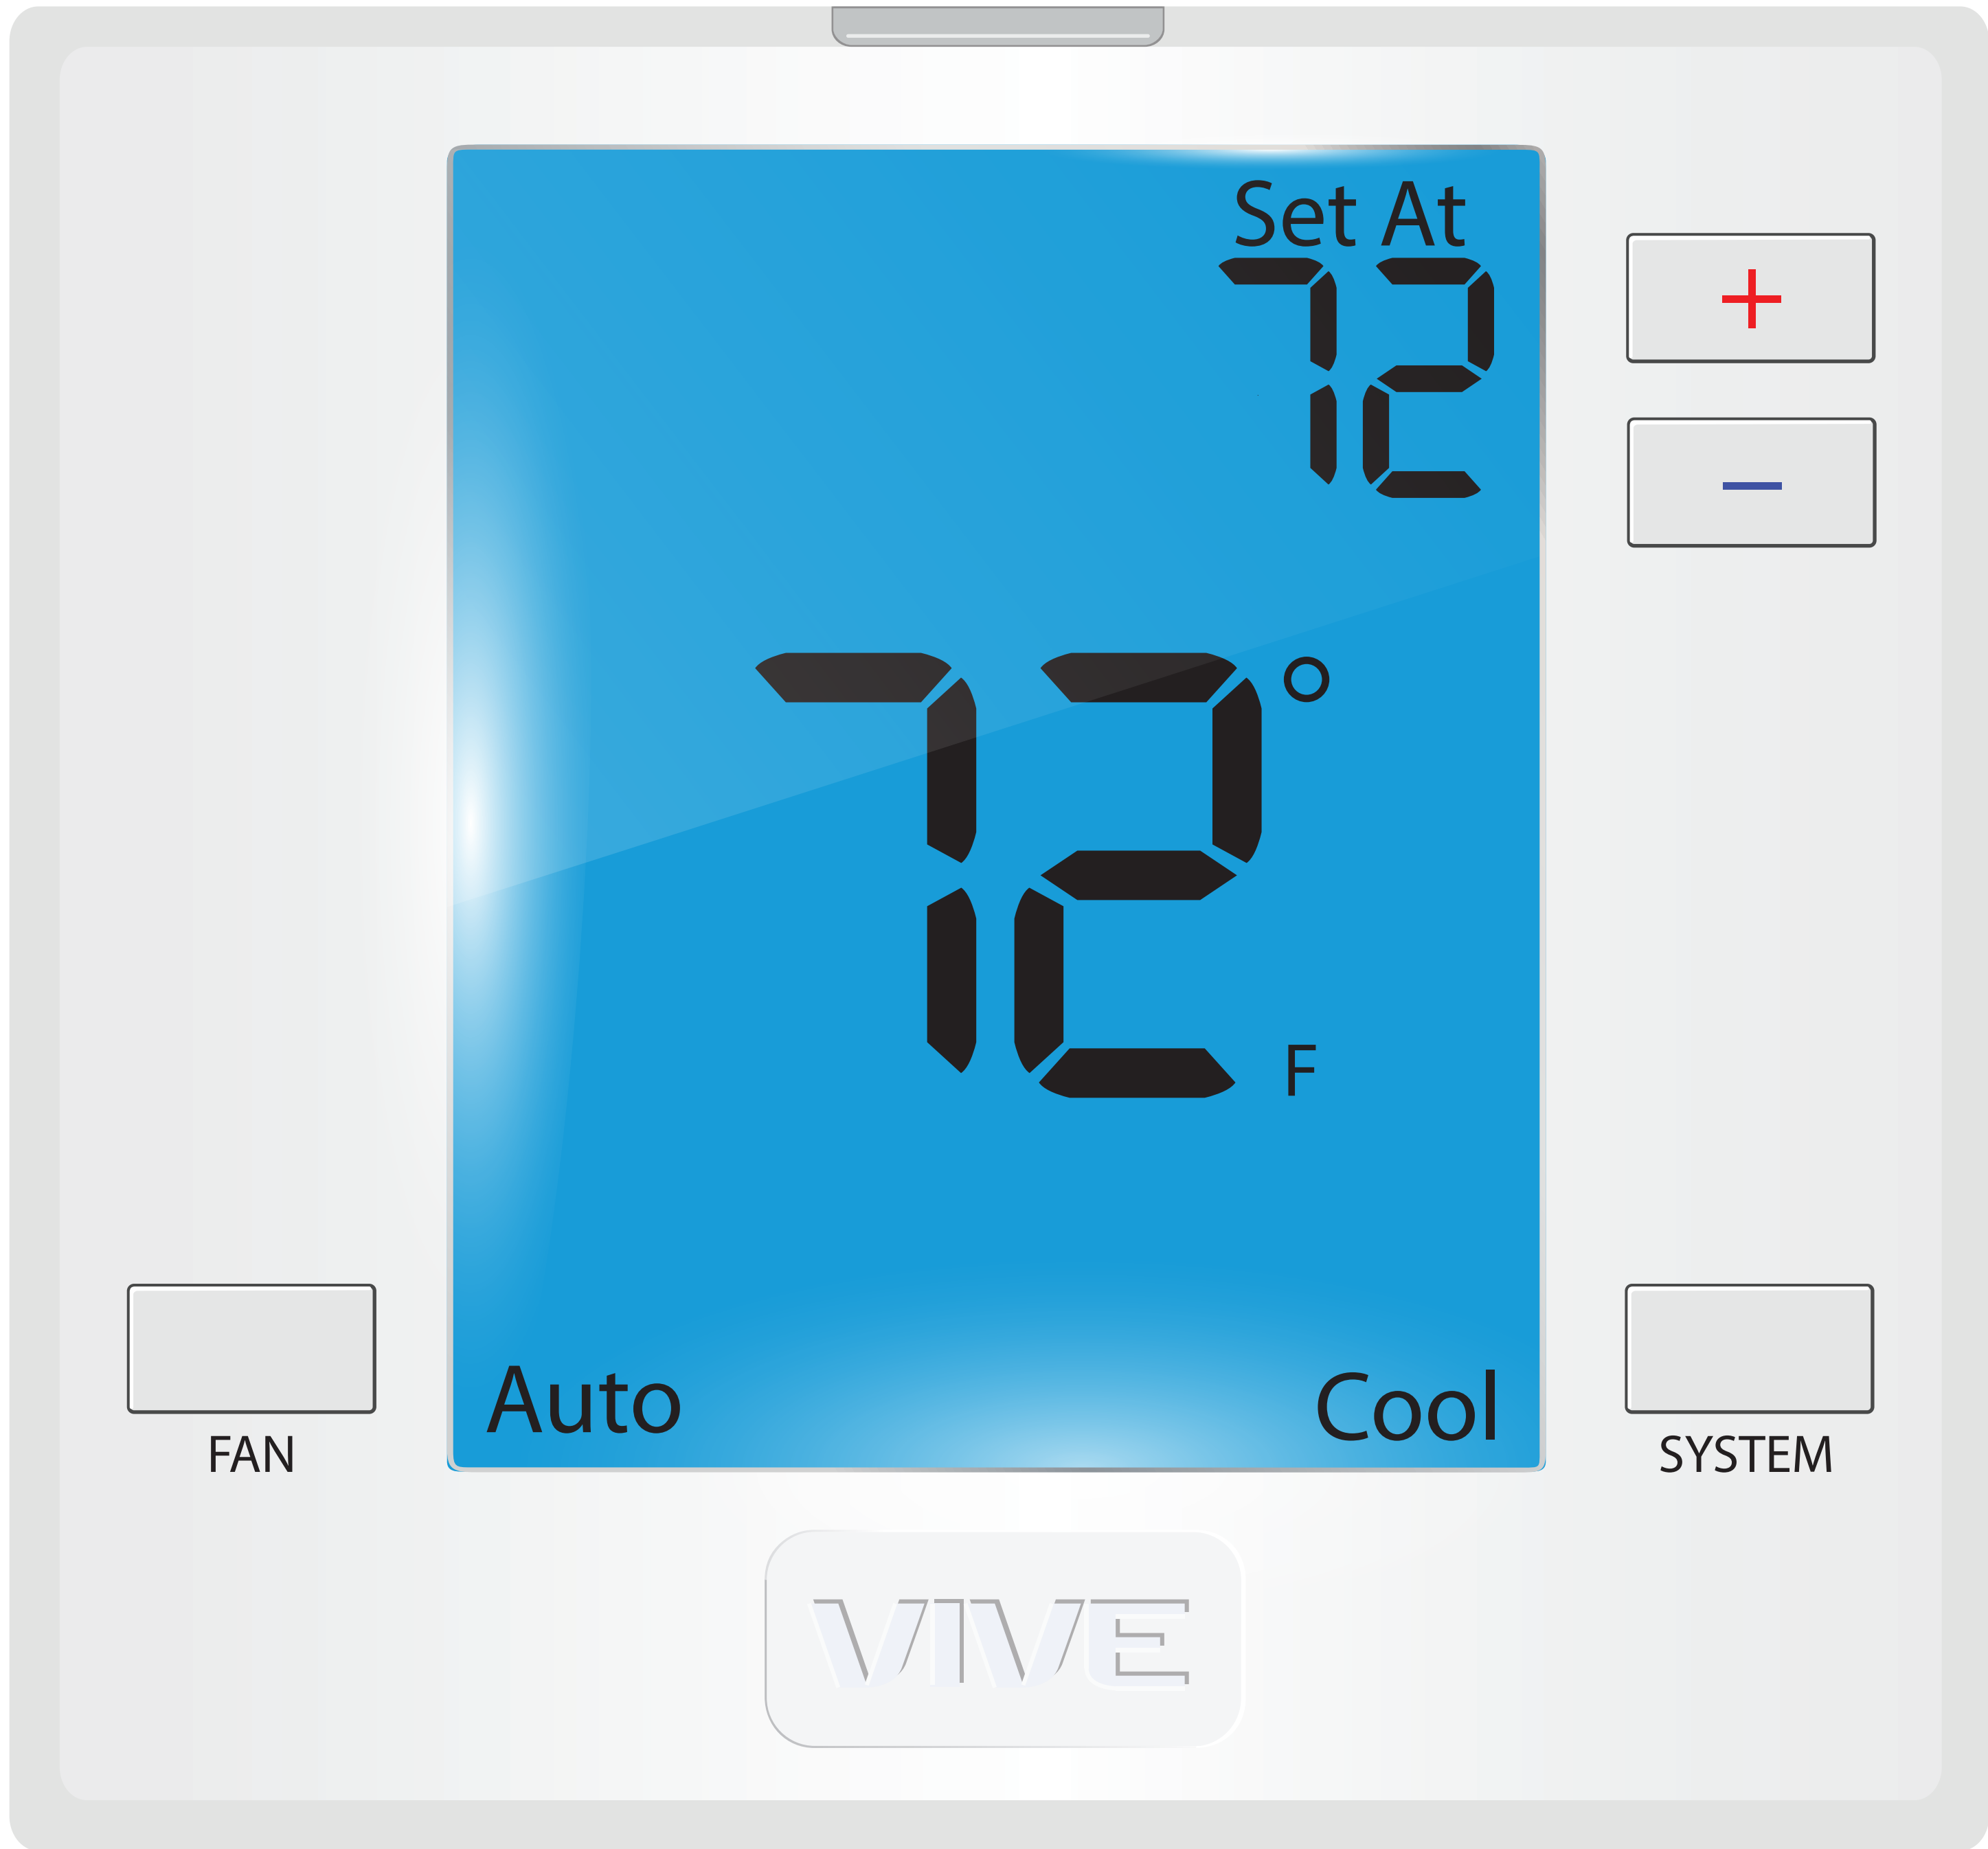 Set At
72
+
−
72°
F
Auto
Cool
FAN
SYSTEM
VIVE